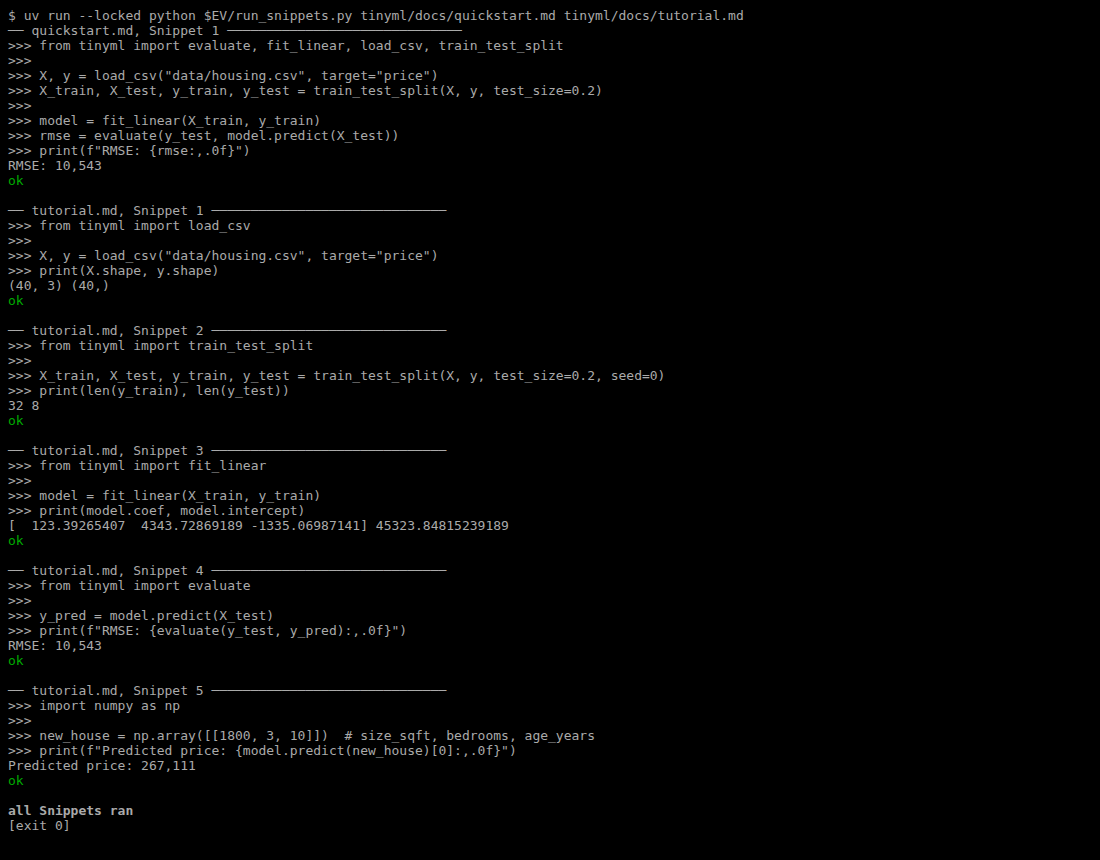 $ uv run --locked python $EV/run_snippets.py tinyml/docs/quickstart.md tinyml/docs/tutorial.md
── quickstart.md, Snippet 1 ──────────────────────────────
>>> from tinyml import evaluate, fit_linear, load_csv, train_test_split
>>>
>>> X, y = load_csv("data/housing.csv", target="price")
>>> X_train, X_test, y_train, y_test = train_test_split(X, y, test_size=0.2)
>>>
>>> model = fit_linear(X_train, y_train)
>>> rmse = evaluate(y_test, model.predict(X_test))
>>> print(f"RMSE: {rmse:,.0f}")
RMSE: 10,543
ok
── tutorial.md, Snippet 1 ──────────────────────────────
>>> from tinyml import load_csv
>>>
>>> X, y = load_csv("data/housing.csv", target="price")
>>> print(X.shape, y.shape)
(40, 3) (40,)
ok
── tutorial.md, Snippet 2 ──────────────────────────────
>>> from tinyml import train_test_split
>>>
>>> X_train, X_test, y_train, y_test = train_test_split(X, y, test_size=0.2, seed=0)
>>> print(len(y_train), len(y_test))
32 8
ok
── tutorial.md, Snippet 3 ──────────────────────────────
>>> from tinyml import fit_linear
>>>
>>> model = fit_linear(X_train, y_train)
>>> print(model.coef, model.intercept)
[  123.39265407  4343.72869189 -1335.06987141] 45323.84815239189
ok
── tutorial.md, Snippet 4 ──────────────────────────────
>>> from tinyml import evaluate
>>>
>>> y_pred = model.predict(X_test)
>>> print(f"RMSE: {evaluate(y_test, y_pred):,.0f}")
RMSE: 10,543
ok
── tutorial.md, Snippet 5 ──────────────────────────────
>>> import numpy as np
>>>
>>> new_house = np.array([[1800, 3, 10]])  # size_sqft, bedrooms, age_years
>>> print(f"Predicted price: {model.predict(new_house)[0]:,.0f}")
Predicted price: 267,111
ok
all Snippets ran
[exit 0]